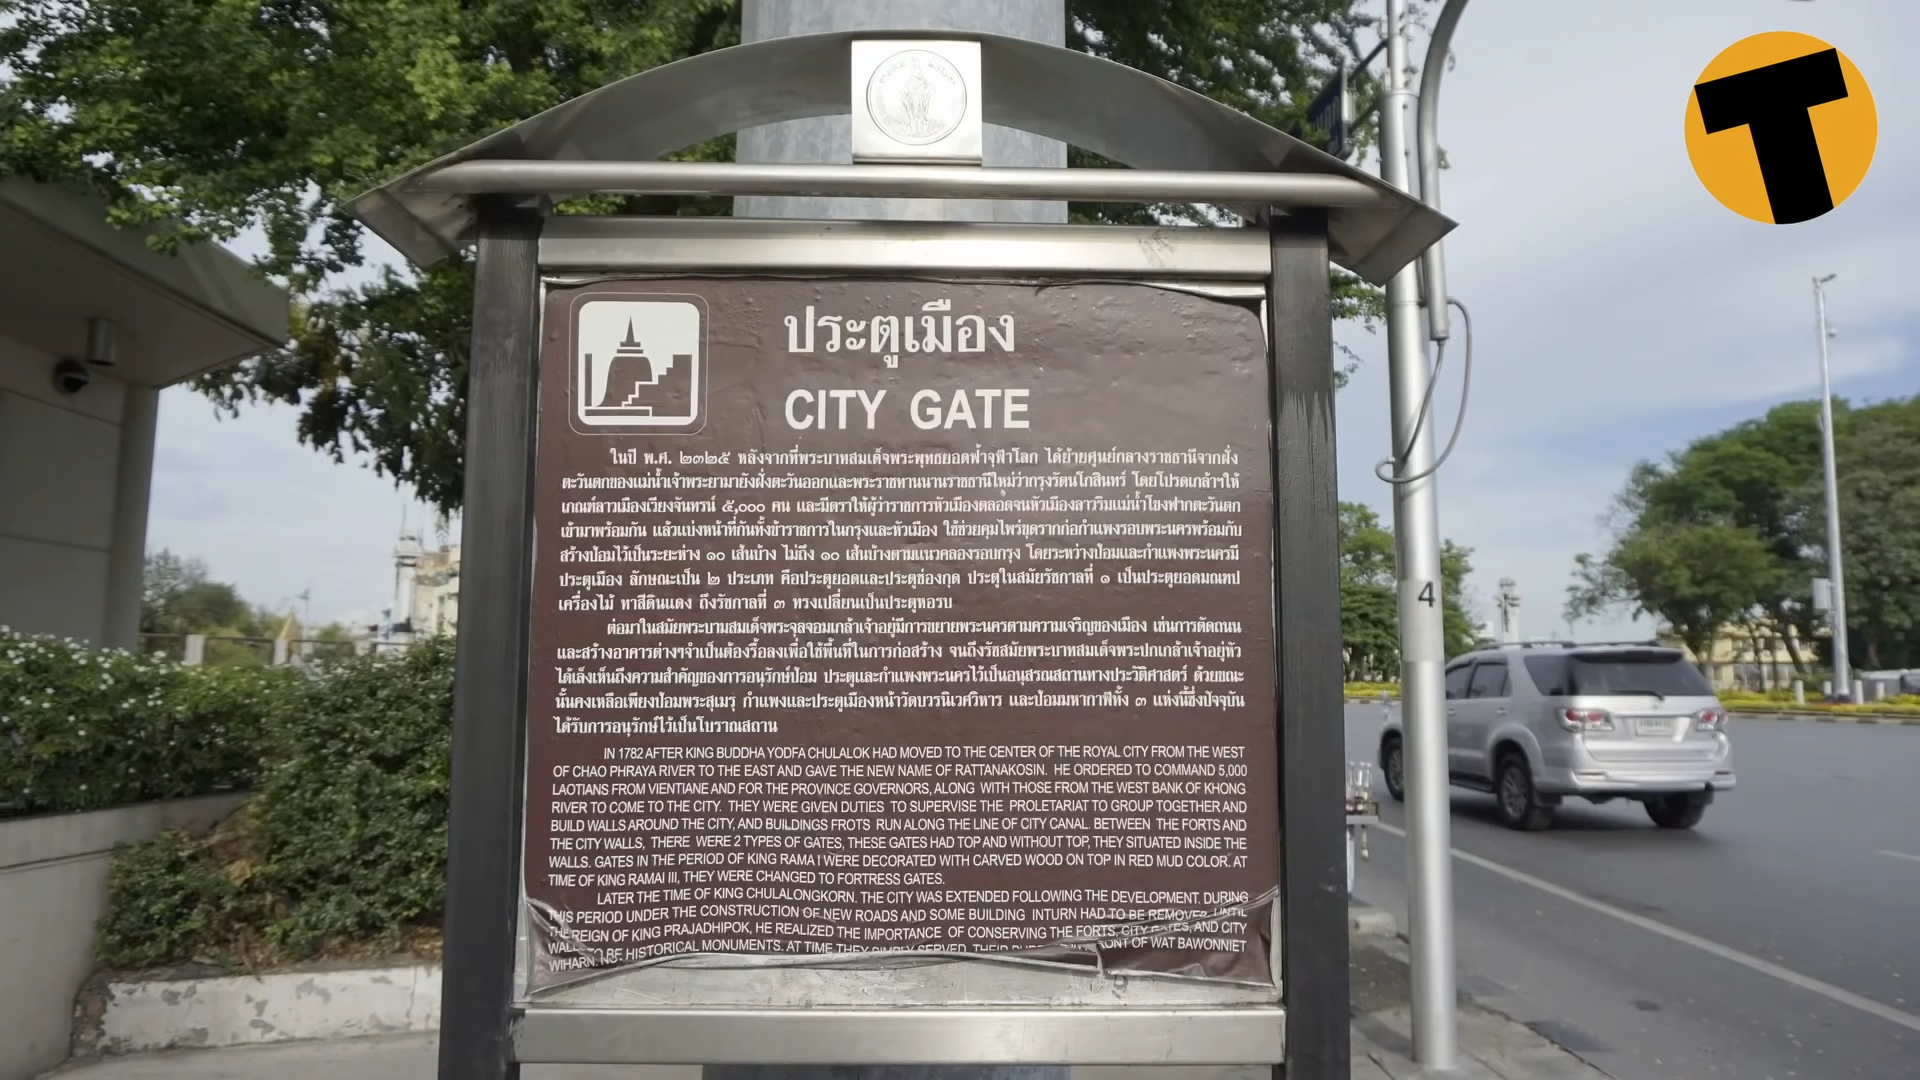 ประตูเมือง
CITY GATE
ในปี พ.ศ. ๒๓๒๕ หลังจากที่พระบาทสมเด็จพระพุทธยอดฟ้าจุฬาโลก ได้ย้ายศูนย์กลางราชธานีจากฝั่ง
ตะวันตกของแม่น้ำเจ้าพระยามายังฝั่งตะวันออกและพระราชทานนามราชธานีใหม่ว่ากรุงรัตนโกสินทร์ โดยโปรดเกล้าฯให้
เกณฑ์ลาวเมืองเวียงจันทรน์ ๕,๐๐๐ คน และมีตราให้ผู้ว่าราชการหัวเมืองตลอดจนหัวเมืองลาวริมแม่น้ำโขงฟากตะวันตก
เข้ามาพร้อมกัน แล้วแบ่งหน้าที่กันทั้งข้าราชการในกรุงและหัวเมือง ใช้ช่วยคุมไพร่ขุดรากก่อกำแพงรอบพระนครพร้อมกับ
สร้างป้อมไว้เป็นระยะห่าง ๑๐ เส้นบ้าง ไม่ถึง ๑๐ เส้นบ้างตามแนวคลองรอบกรุง โดยระหว่างป้อมและกำแพงพระนครมี
ประตูเมือง ลักษณะเป็น ๒ ประเภท คือประตูยอดและประตูช่องกุด ประตูในสมัยรัชกาลที่ ๑ เป็นประตูยอดมณฑป
เครื่องไม้ ทาสีดินแดง ถึงรัชกาลที่ ๓ ทรงเปลี่ยนเป็นประตูหอรบ
ต่อมาในสมัยพระบามสมเด็จพระจุลจอมเกล้าเจ้าอยู่มีการขยายพระนครตามความเจริญของเมือง เช่นการตัดถนน
และสร้างอาคารต่างๆจำเป็นต้องรื้อลงเพื่อใช้พื้นที่ในการก่อสร้าง จนถึงรัชสมัยพระบาทสมเด็จพระปกเกล้าเจ้าอยู่หัว
ได้เล็งเห็นถึงความสำคัญของการอนุรักษ์ป้อม ประตูและกำแพงพระนครไว้เป็นอนุสรณสถานทางประวัติศาสตร์ ด้วยขณะ
นั้นคงเหลือเพียงป้อมพระสุเมรุ กำแพงและประตูเมืองหน้าวัดบวรนิเวศวิหาร และป้อมมหากาฬทั้ง ๓ แห่งนี้ซึ่งปัจจุบัน
ได้รับการอนุรักษ์ไว้เป็นโบราณสถาน
IN 1782 AFTER KING BUDDHA YODFA CHULALOK HAD MOVED TO THE CENTER OF THE ROYAL CITY FROM THE WEST
OF CHAO PHRAYA RIVER TO THE EAST AND GAVE THE NEW NAME OF RATTANAKOSIN. HE ORDERED TO COMMAND 5,000
LAOTIANS FROM VIENTIANE AND FOR THE PROVINCE GOVERNORS, ALONG WITH THOSE FROM THE WEST BANK OF KHONG
RIVER TO COME TO THE CITY. THEY WERE GIVEN DUTIES TO SUPERVISE THE PROLETARIAT TO GROUP TOGETHER AND
BUILD WALLS AROUND THE CITY, AND BUILDINGS FROTS RUN ALONG THE LINE OF CITY CANAL. BETWEEN THE FORTS AND
THE CITY WALLS, THERE WERE 2 TYPES OF GATES, THESE GATES HAD TOP AND WITHOUT TOP, THEY SITUATED INSIDE THE
WALLS. GATES IN THE PERIOD OF KING RAMA I WERE DECORATED WITH CARVED WOOD ON TOP IN RED MUD COLOR. AT
TIME OF KING RAMAI III, THEY WERE CHANGED TO FORTRESS GATES.
LATER THE TIME OF KING CHULALONGKORN. THE CITY WAS EXTENDED FOLLOWING THE DEVELOPMENT. DURING
THIS PERIOD UNDER THE CONSTRUCTION OF NEW ROADS AND SOME BUILDING INTURN HAD TO BE REMOVED UNTIL
THE REIGN OF KING PRAJADHIPOK, HE REALIZED THE IMPORTANCE OF CONSERVING THE FORTS, CITY GATES, AND CITY
WALLS TO BE HISTORICAL MONUMENTS. AT TIME THEY SIMPLY SERVED THEIR FRONT OF WAT BAWONNIET
WIHARN.
4
T